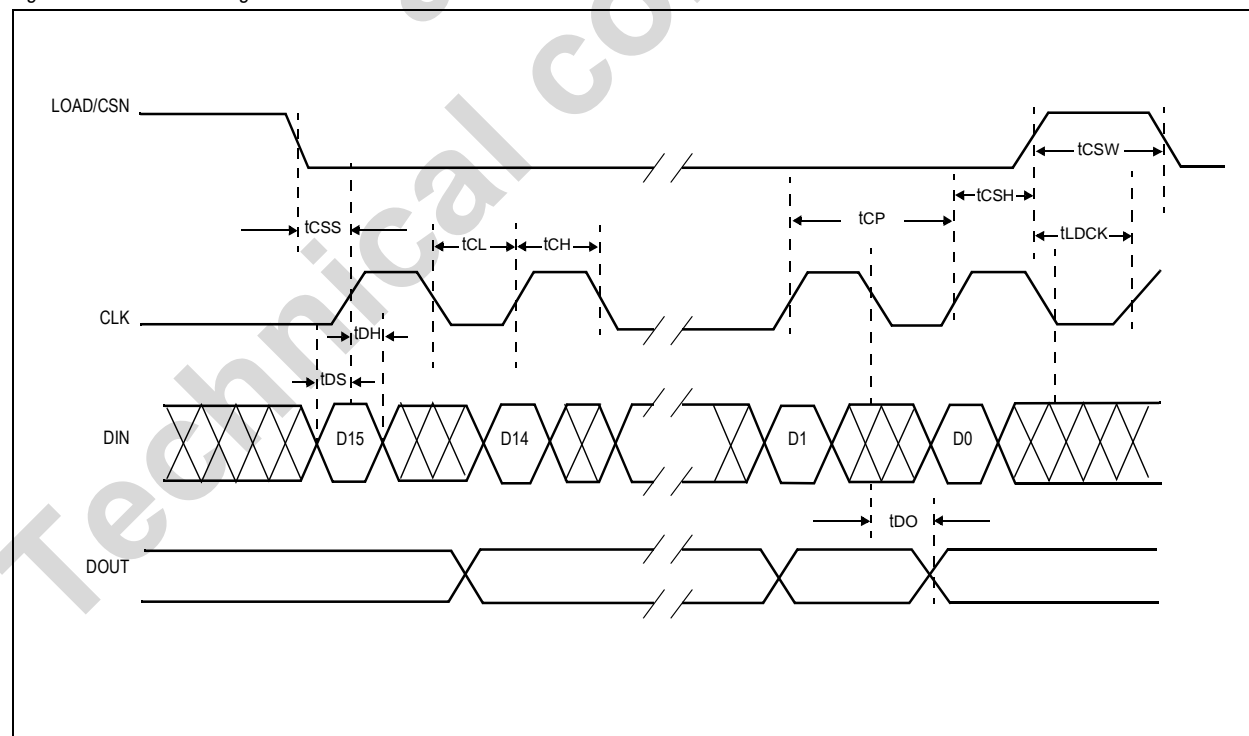 LOAD/CSN
tCSW
tCSH
tCP
tCSS
tCL
tCH
tLDCK
CLK
tDH
tDS
DIN
D15
D14
D1
D0
tDO
DOUT
Technical